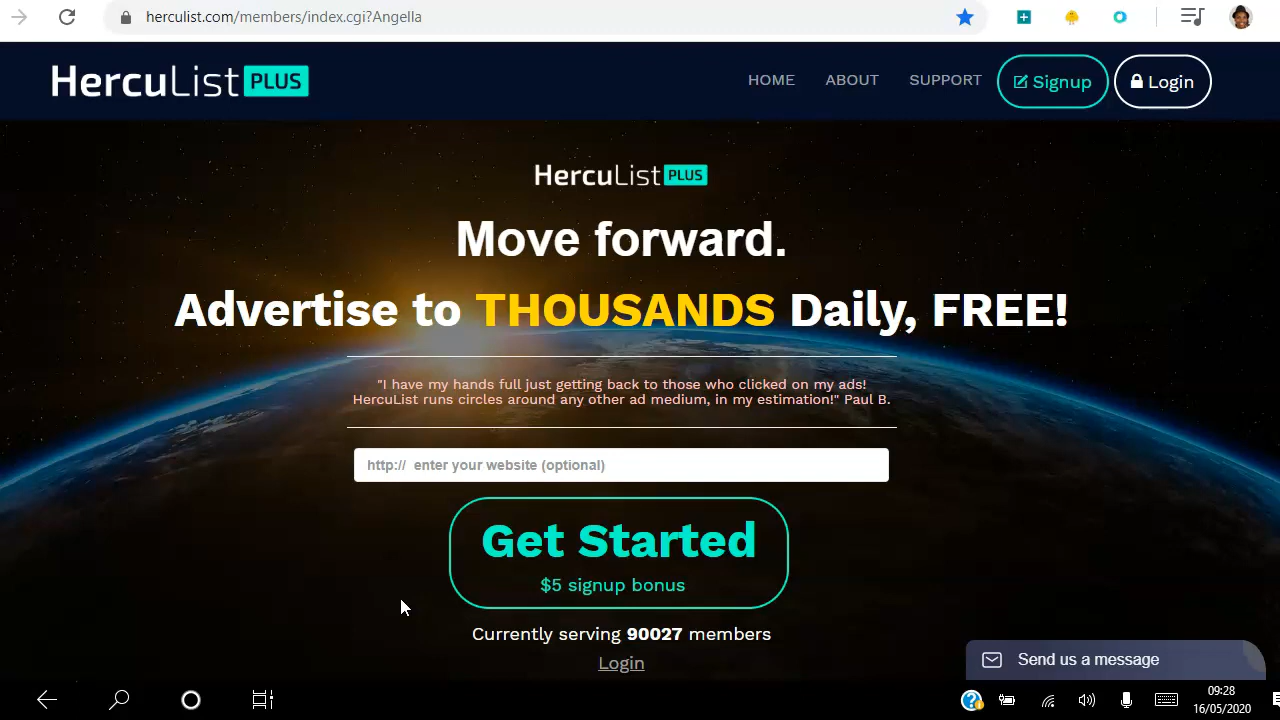 herculist.com/members/index.cgi?Angella
HercuList PLUS
HOME ABOUT SUPPORT Signup Login
HercuList PLUS
Move forward.
Advertise to THOUSANDS Daily, FREE!
"I have my hands full just getting back to those who clicked on my ads!
HercuList runs circles around any other ad medium, in my estimation!" Paul B.
http:// enter your website (optional)
Get Started
$5 signup bonus
Currently serving 90027 members
Login
Send us a message
09:28
16/05/2020